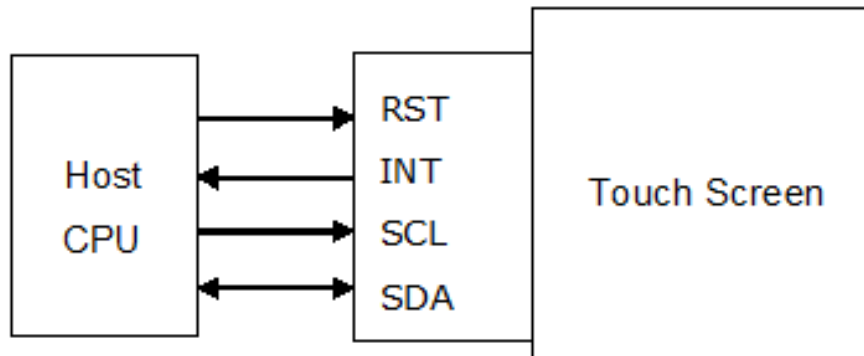 Host
CPU
RST
INT
SCL
SDA
Touch Screen